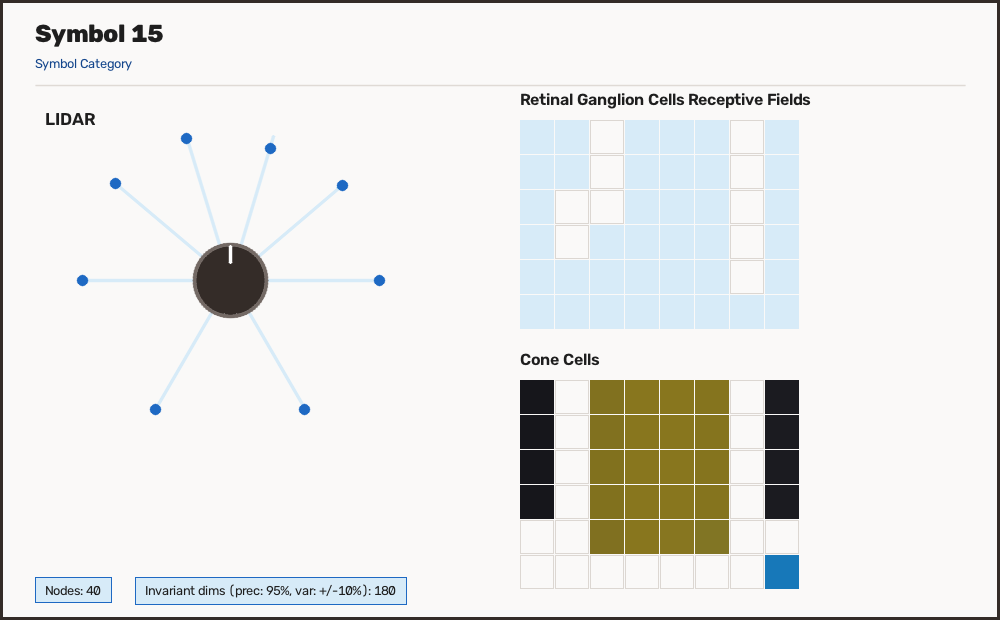 Symbol 15
Symbol Category
LIDAR
Retinal Ganglion Cells Receptive Fields
Cone Cells
Nodes: 40
Invariant dims (prec: 95%, var: +/-10%): 180